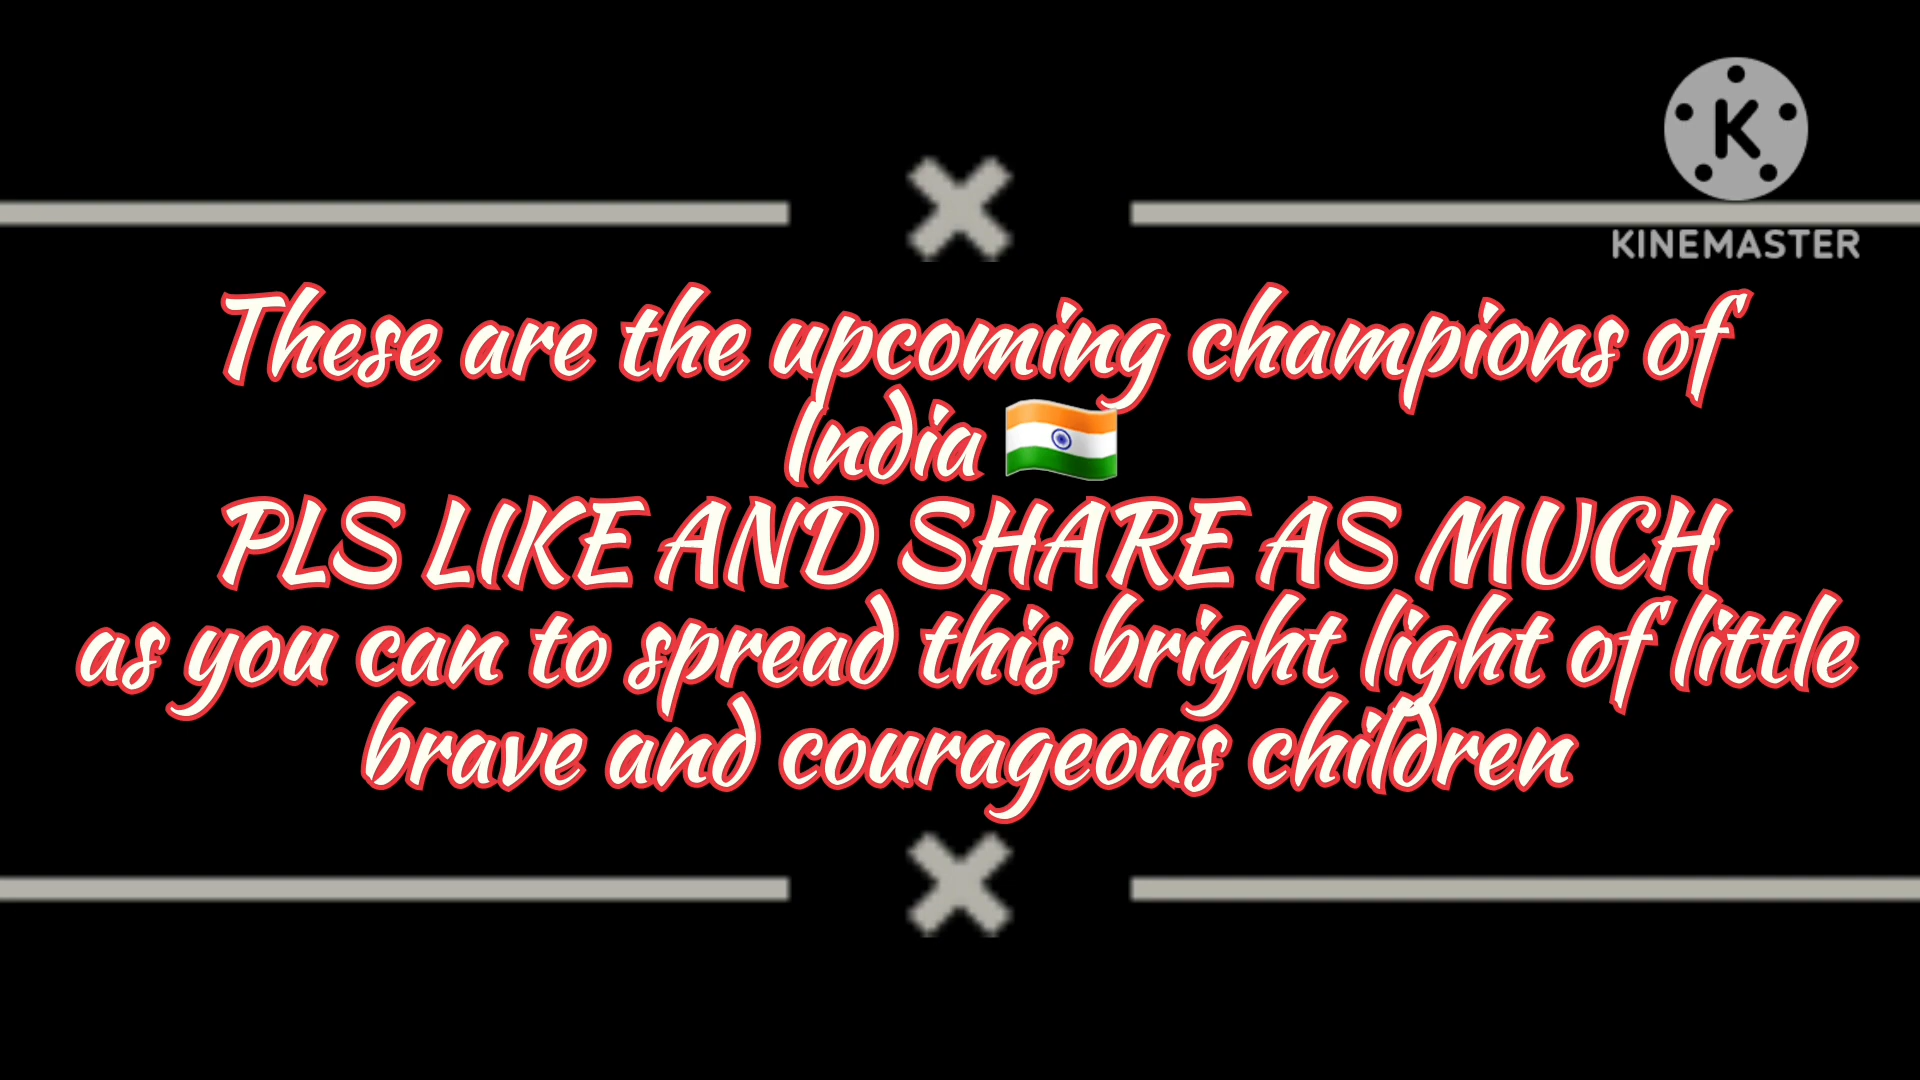 K
KINEMASTER
These are the upcoming champions of
India 🇮🇳
PLS LIKE AND SHARE AS MUCH
as you can to spread this bright light of little
brave and courageous children